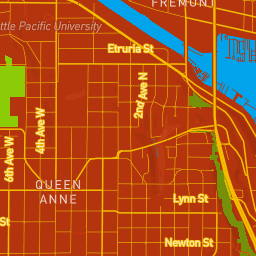 FREMONT
ttle Pacific University
Etruria St
2nd Ave N
4th Ave W
6th Ave W
QUEEN
ANNE
Lynn St
St
Newton St